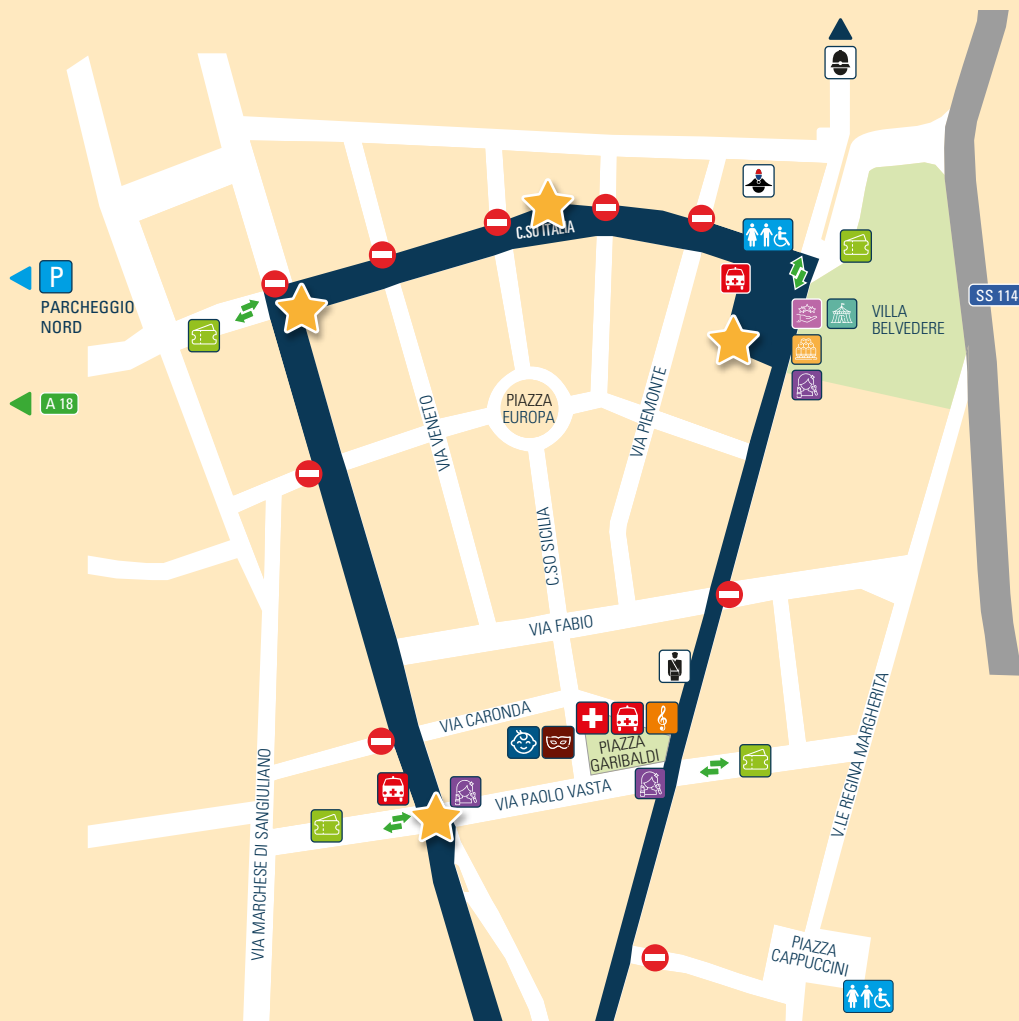 C.SO ITALIA
P
PARCHEGGIO
NORD
SS 114
VILLA
BELVEDERE
A 18
PIAZZA
EUROPA
VIA VENETO
VIA PIEMONTE
C.SO SICILIA
VIA FABIO
VIA CARONDA
PIAZZA
GARIBALDI
VIA PAOLO VASTA
VIA MARCHESE DI SANGIULIANO
V.LE REGINA MARGHERITA
PIAZZA
CAPPUCCINI